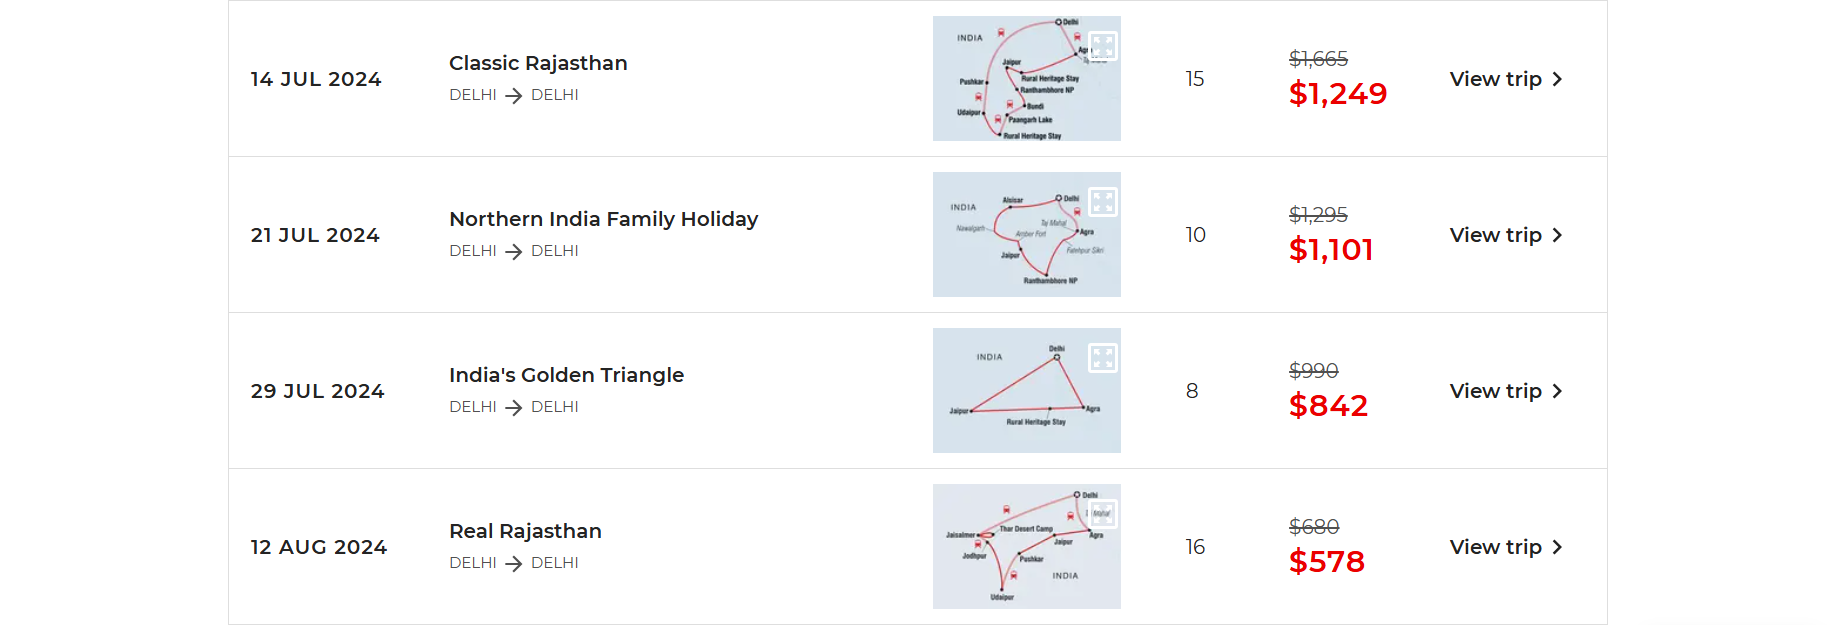 14 JUL 2024
Classic Rajasthan
DELHI → DELHI
INDIA
Delhi
Agra
Jaipur
Rural Heritage Stay
Pushkar
Ranthambhore NP
Bundi
Udaipur
Paangarh Lake
Rural Heritage Stay
15
$1,665
$1,249
View trip
21 JUL 2024
Northern India Family Holiday
DELHI → DELHI
INDIA
Alsisar
Delhi
Nawalgarh
Taj Mahal
Amber Fort
Agra
Jaipur
Fatehpur Sikri
Ranthambhore NP
10
$1,295
$1,101
View trip
29 JUL 2024
India's Golden Triangle
DELHI → DELHI
INDIA
Delhi
Jaipur
Agra
Rural Heritage Stay
8
$990
$842
View trip
12 AUG 2024
Real Rajasthan
DELHI → DELHI
Delhi
Mahal
Thar Desert Camp
Jaisalmer
Agra
Jaipur
Jodhpur
Pushkar
INDIA
Udaipur
16
$680
$578
View trip